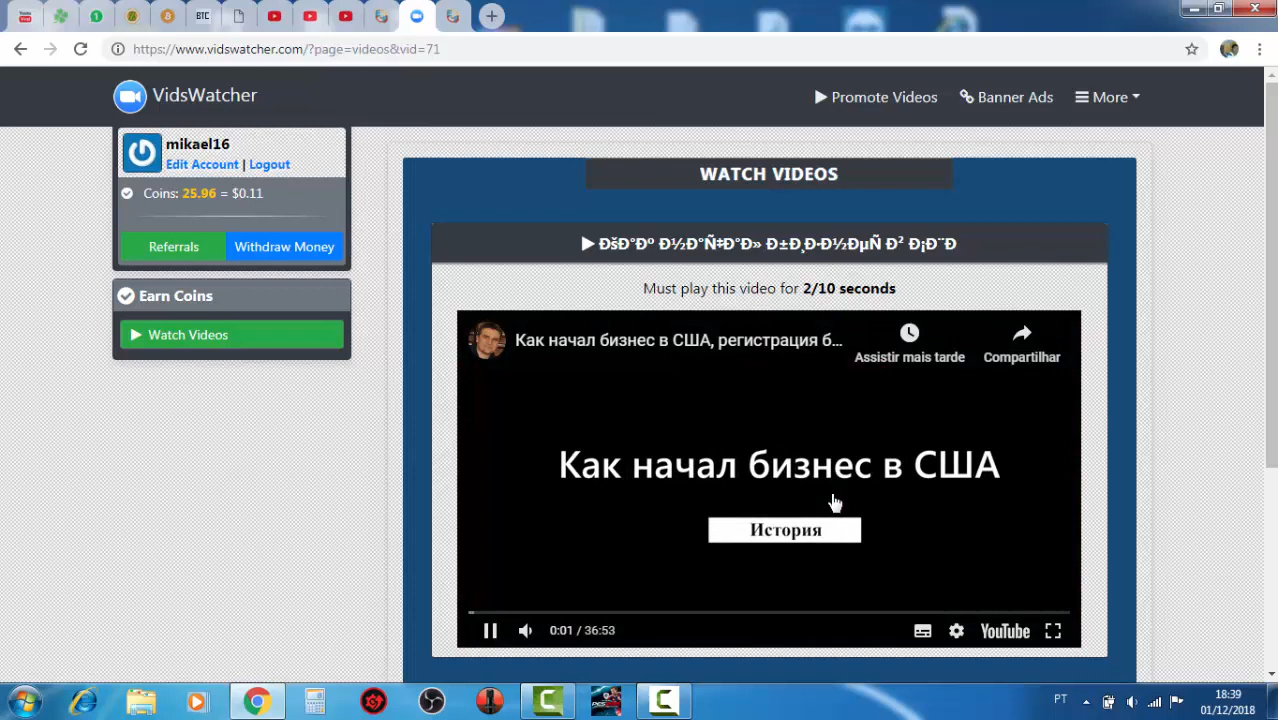 BTC
https://www.vidswatcher.com/?page=videos&vid=71
VidsWatcher
Promote Videos
Banner Ads
More
mikael16
Edit Account | Logout
Coins: 25.96 = $0.11
Referrals
Withdraw Money
Earn Coins
Watch Videos
WATCH VIDEOS
Must play this video for 2/10 seconds
Как начал бизнес в США, регистрация б...
Assistir mais tarde
Compartilhar
Как начал бизнес в США
История
0:01 / 36:53
YouTube
PT
18:39
01/12/2018